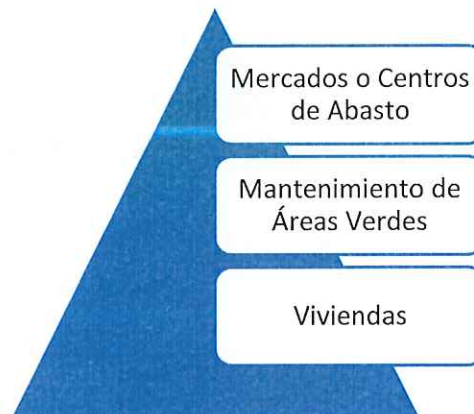 Mercados o Centros
de Abasto
Mantenimiento de
Áreas Verdes
Viviendas